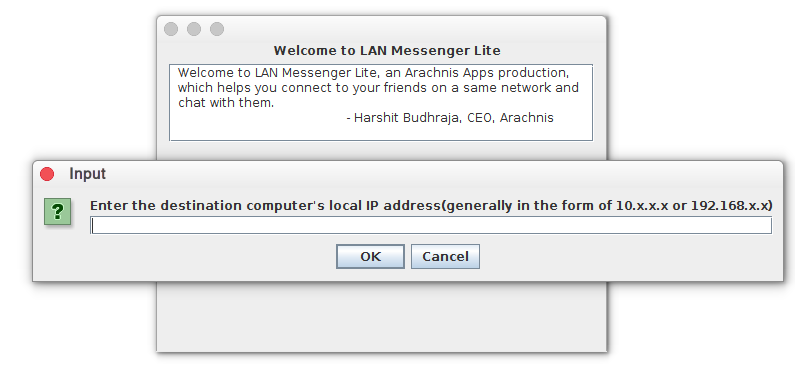 Welcome to LAN Messenger Lite
Welcome to LAN Messenger Lite, an Arachnis Apps production,
which helps you connect to your friends on a same network and
chat with them.
- Harshit Budhraja, CEO, Arachnis
Input
?
Enter the destination computer's local IP address(generally in the form of 10.x.x.x or 192.168.x.x)
OK Cancel